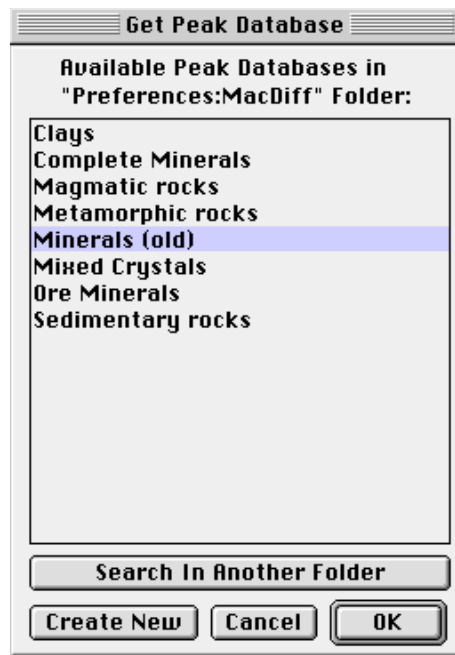 Get Peak Database
Available Peak Databases in
"Preferences:MacDiff" Folder:
Clays
Complete Minerals
Magmatic rocks
Metamorphic rocks
Minerals (old)
Mixed Crystals
Ore Minerals
Sedimentary rocks
Search In Another Folder
Create New Cancel OK